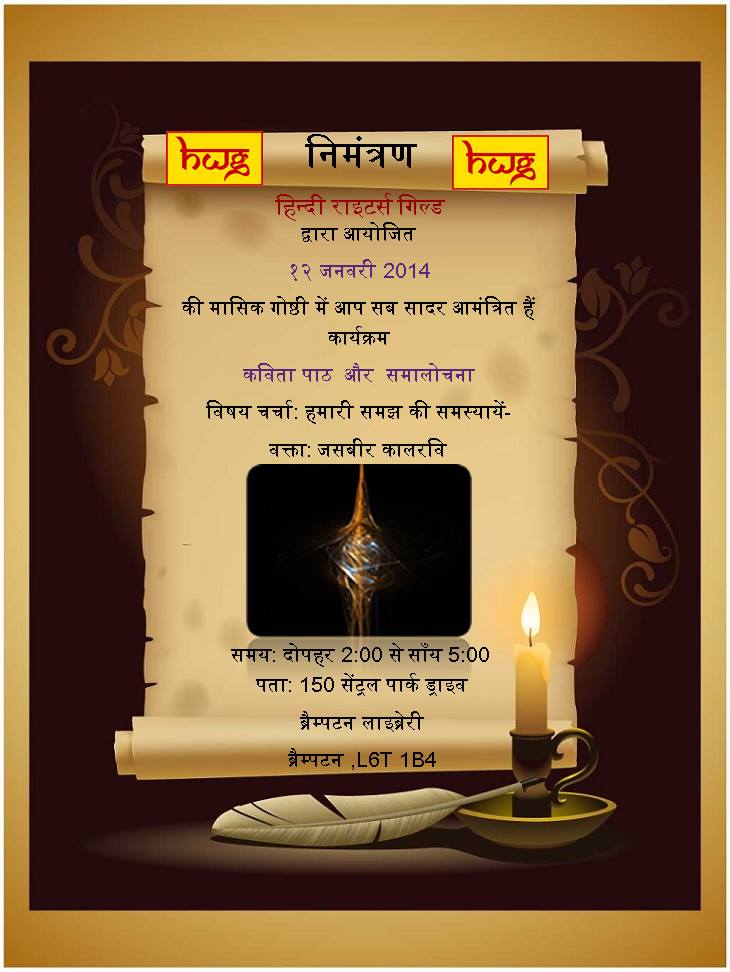 hwg निमंत्रण hwg
हिन्दी राइटर्स गिल्ड
द्वारा आयोजित
१२ जनवरी 2014
की मासिक गोष्ठी में आप सब सादर आमंत्रित हैं
कार्यक्रम
कविता पाठ और समालोचना
विषय चर्चा: हमारी समझ की समस्यायें-
वक्ता: जसबीर कालरवि
समय: दोपहर 2:00 से साँय 5:00
पता: 150 सेंट्रल पार्क ड्राइव
ब्रैम्पटन लाइब्रेरी
ब्रैम्पटन ,L6T 1B4